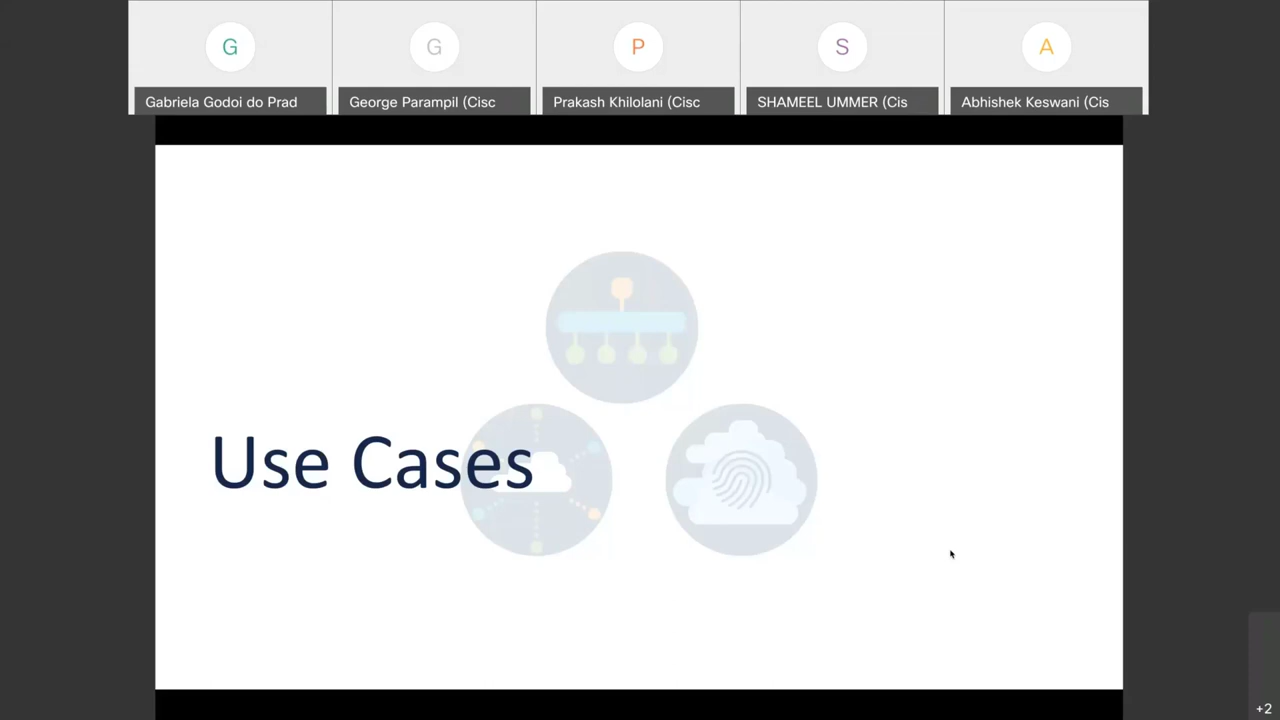 G
G
P
S
A
Gabriela Godoi do Prad
George Parampil (Cisc
Prakash Khilolani (Cisc
SHAMEEL UMMER (Cis
Abhishek Keswani (Cis
Use Cases
+2